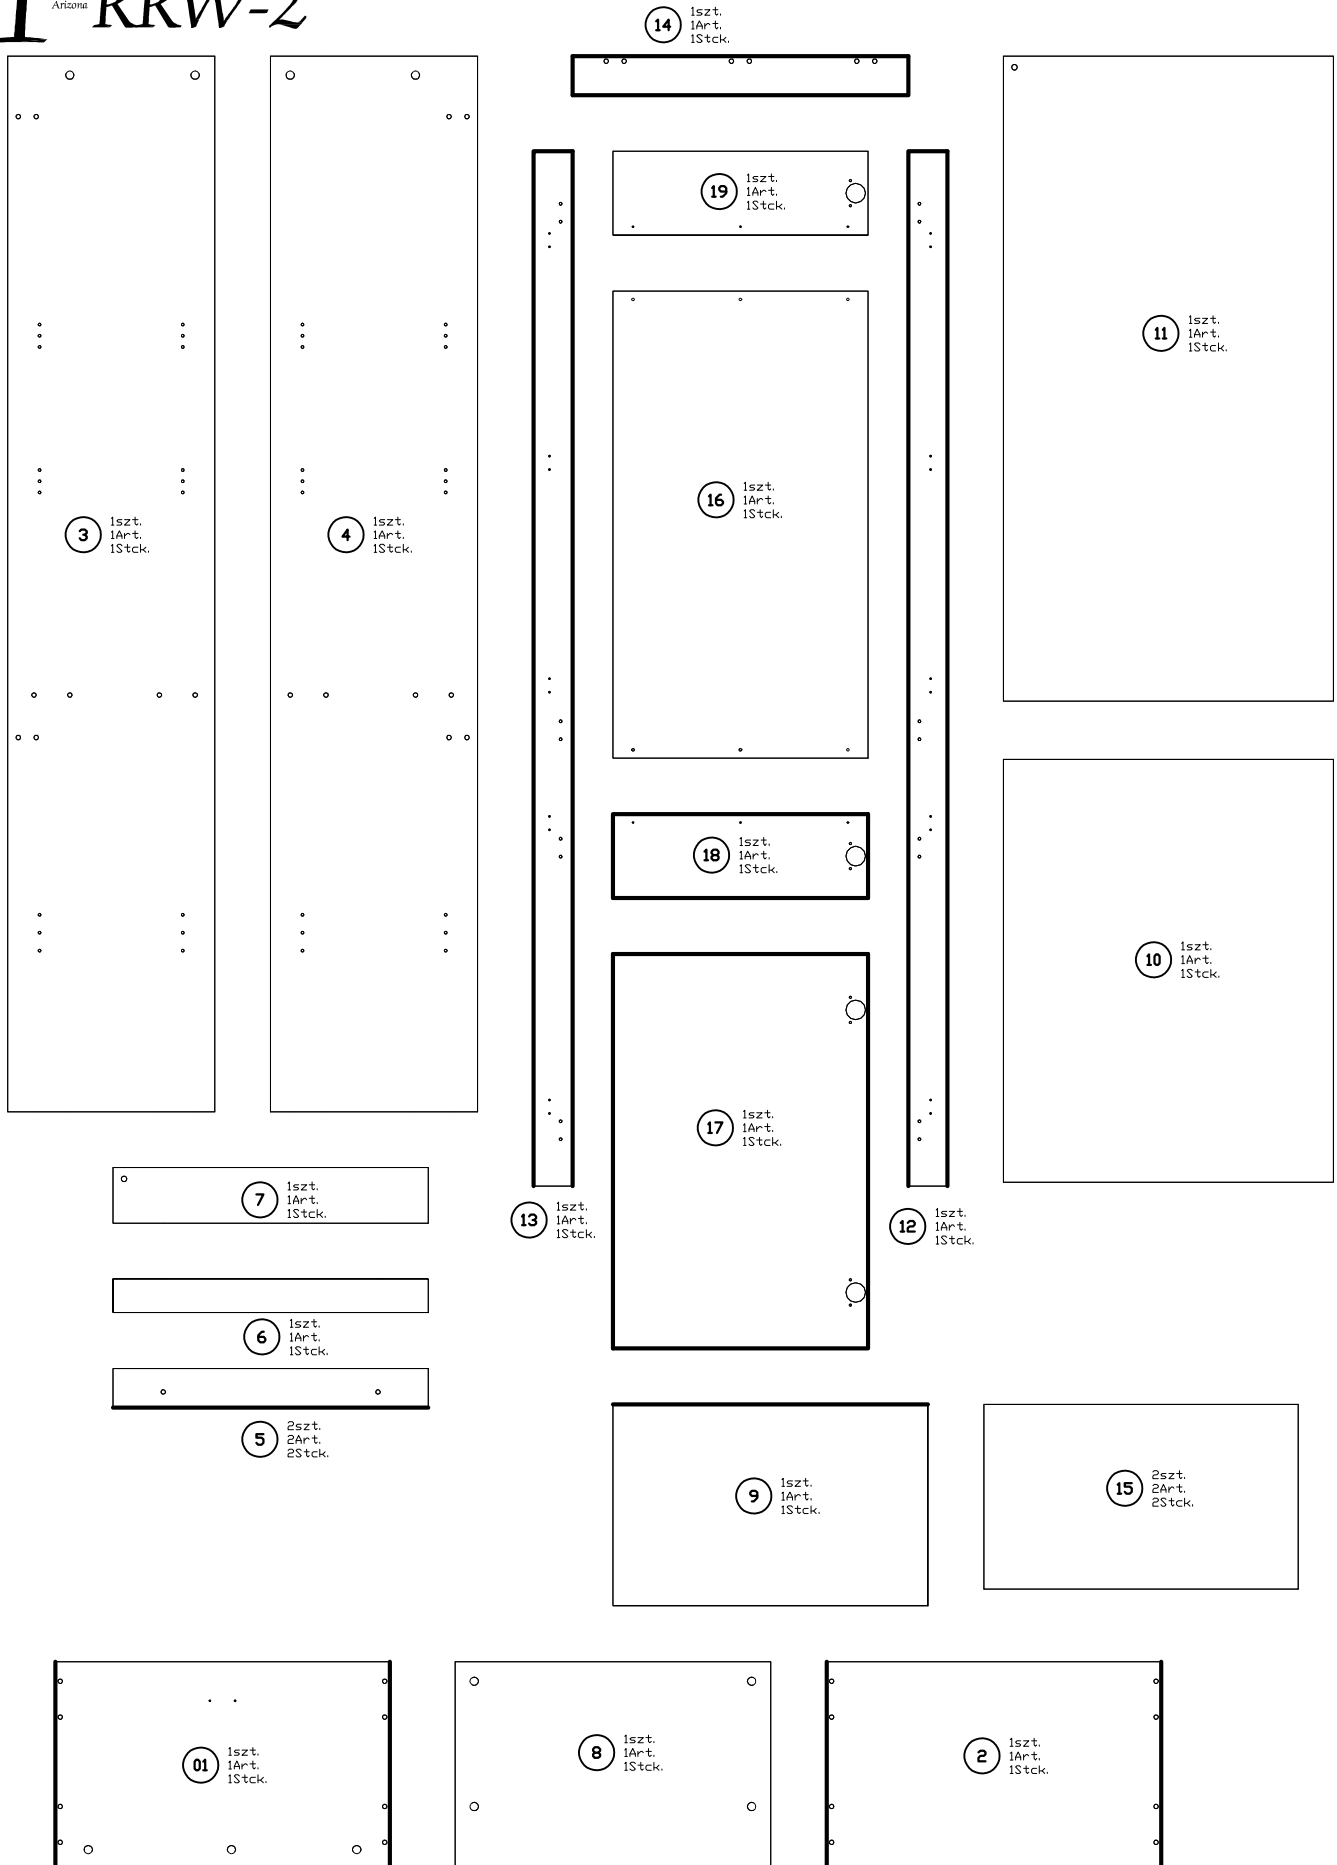 Arizona
RRW-2
14
1szt.
1Art.
1Stck.
19
1szt.
1Art.
1Stck.
11
1szt.
1Art.
1Stck.
16
1szt.
1Art.
1Stck.
3
1szt.
1Art.
1Stck.
4
1szt.
1Art.
1Stck.
18
1szt.
1Art.
1Stck.
10
1szt.
1Art.
1Stck.
17
1szt.
1Art.
1Stck.
7
1szt.
1Art.
1Stck.
13
1szt.
1Art.
1Stck.
12
1szt.
1Art.
1Stck.
6
1szt.
1Art.
1Stck.
5
2szt.
2Art.
2Stck.
9
1szt.
1Art.
1Stck.
15
2szt.
2Art.
2Stck.
01
1szt.
1Art.
1Stck.
8
1szt.
1Art.
1Stck.
2
1szt.
1Art.
1Stck.